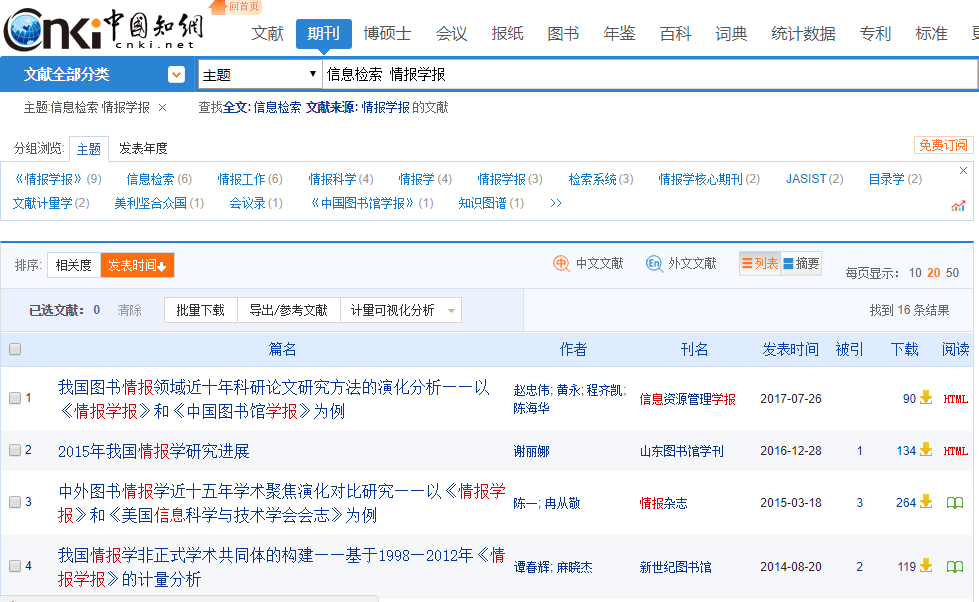 回首页
Cnki中國知網
cnki.net
文献 期刊 博硕士 会议 报纸 图书 年鉴 百科 词典 统计数据 专利 标准
文献全部分类 主题 信息检索 情报学报
主题:信息检索 情报学报 × 查找全文:信息检索 文献来源: 情报学报 的文献
分组浏览: 主题 发表年度 免费订阅
《情报学报》(9) 信息检索(6) 情报工作(6) 情报科学(4) 情报学(4) 情报学报(3) 检索系统(3) 情报学核心期刊(2) JASIST(2) 目录学(2)
文献计量学(2) 美利坚合众国(1) 会议录(1) 《中国图书馆学报》(1) 知识图谱(1) >>
排序: 相关度 发表时间 中 中文文献 En 外文文献 列表 摘要 每页显示: 10 20 50
已选文献: 0 清除 批量下载 导出/参考文献 计量可视化分析 找到 16 条结果
篇名 作者 刊名 发表时间 被引 下载 阅读
1 我国图书情报领域近十年科研论文研究方法的演化分析——以《情报学报》和《中国图书馆学报》为例 赵忠伟; 黄永; 程齐凯; 陈海华 信息资源管理学报 2017-07-26 90 HTML
2 2015年我国情报学研究进展 谢丽娜 山东图书馆学刊 2016-12-28 1 134 HTML
3 中外图书情报学近十五年学术聚焦演化对比研究——以《情报学报》和《美国信息科学与技术学会会志》为例 陈一; 冉从敬 情报杂志 2015-03-18 3 264
4 我国情报学非正式学术共同体的构建——基于1998—2012年《情报学报》的计量分析 谭春辉; 麻晓杰 新世纪图书馆 2014-08-20 2 119